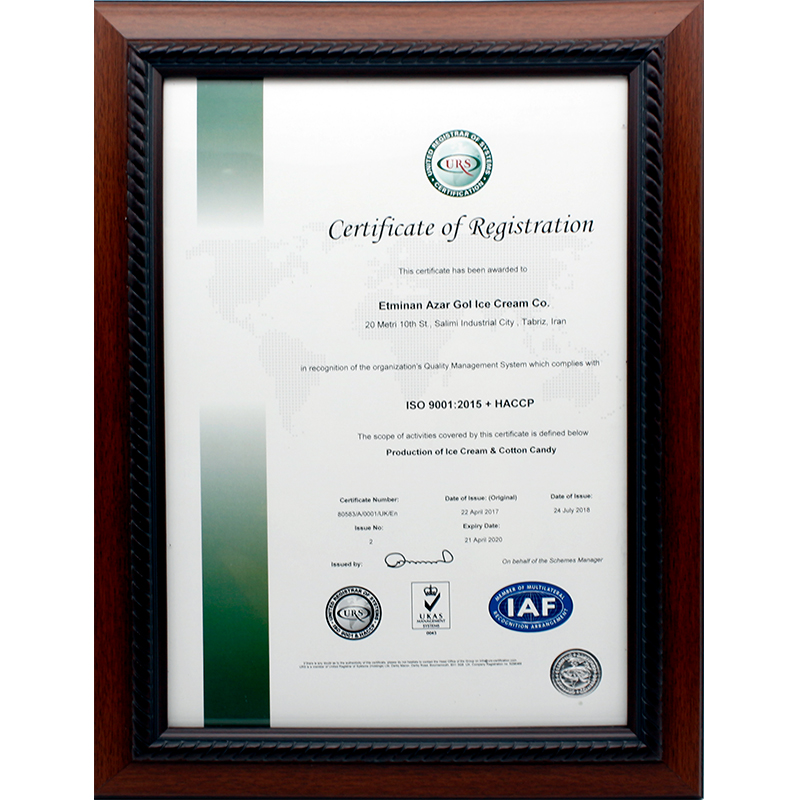 UNITED REGISTRAR OF SYSTEMS
URS
CERTIFICATION
Certificate of Registration
This certificate has been awarded to
Etminan Azar Gol Ice Cream Co.
20 Metri 10th St., Salimi Industrial City , Tabriz, Iran
in recognition of the organization's Quality Management System which complies with
ISO 9001:2015 + HACCP
The scope of activities covered by this certificate is defined below
Production of Ice Cream & Cotton Candy
Certificate Number: Date of Issue: (Original) Date of Issue:
80583/A/0001/UK/En 22 April 2017 24 July 2018
Issue No: Expiry Date:
2 21 April 2020
Issued by: On behalf of the Schemes Manager
UNITED REGISTRAR OF SYSTEMS
URS
ISO 9001 & HACCP
UKAS
MANAGEMENT
SYSTEMS
0043
MEMBER OF MULTILATERAL
IAF
RECOGNITION ARRANGEMENT